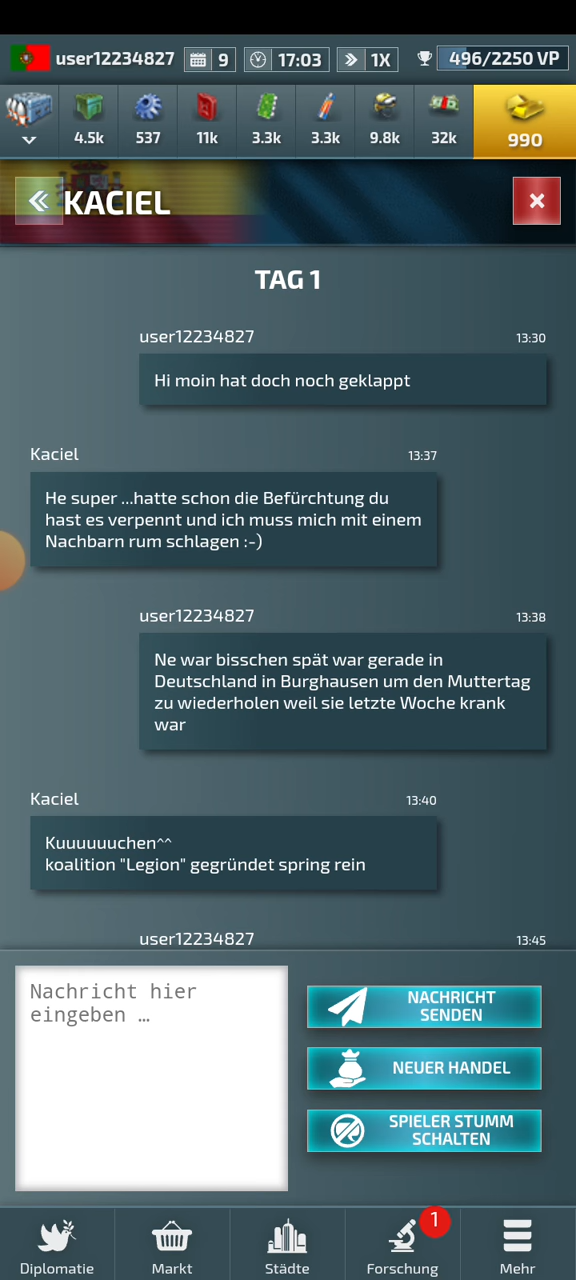 user12234827 9 17:03 1X 496/2250 VP
4.5k 537 11k 3.3k 3.3k 9.8k 32k 990
KACIEL
TAG 1
user12234827 13:30
Hi moin hat doch noch geklappt
Kaciel 13:37
He super ...hatte schon die Befürchtung du
hast es verpennt und ich muss mich mit einem
Nachbarn rum schlagen :-)
user12234827 13:38
Ne war bisschen spät war gerade in
Deutschland in Burghausen um den Muttertag
zu wiederholen weil sie letzte Woche krank
war
Kaciel 13:40
Kuuuuuuchen^^
koalition "Legion" gegründet spring rein
user12234827 13:45
Nachricht hier
eingeben ...
NACHRICHT
SENDEN
NEUER HANDEL
SPIELER STUMM
SCHALTEN
1
Diplomatie Markt Städte Forschung Mehr